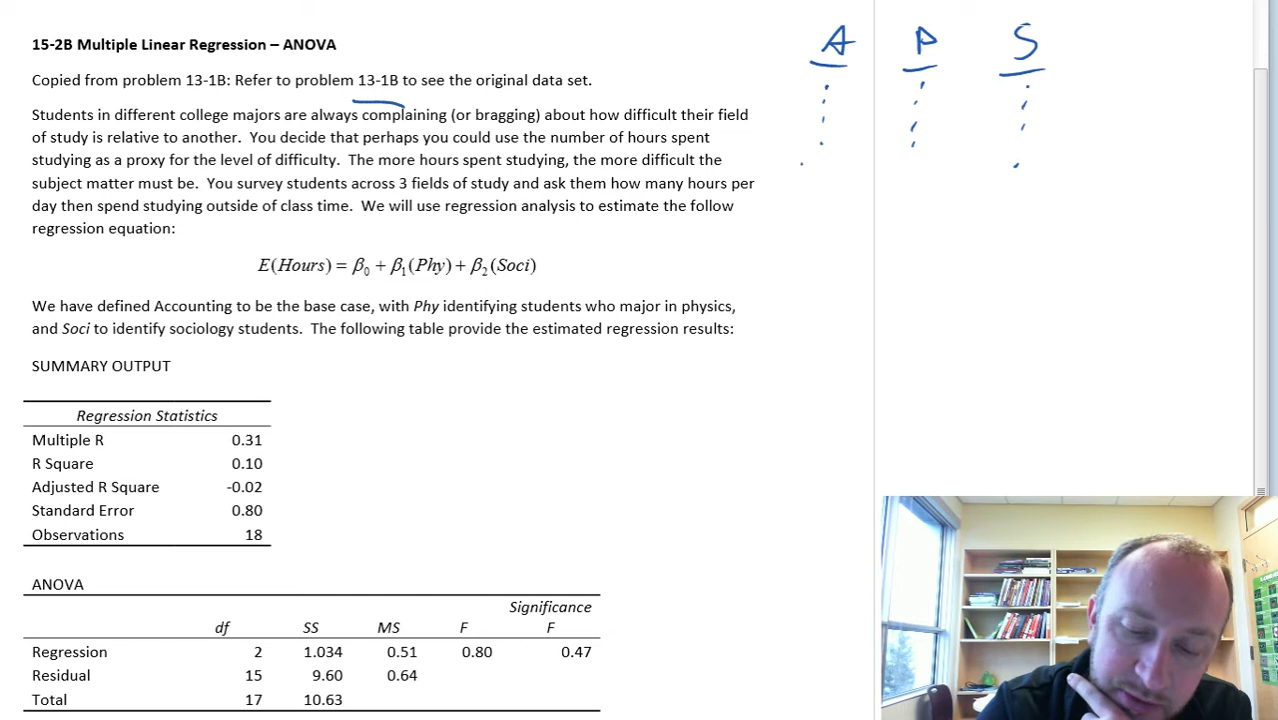 15-2B Multiple Linear Regression – ANOVA
A P S
Copied from problem 13-1B: Refer to problem 13-1B to see the original data set.
Students in different college majors are always complaining (or bragging) about how difficult their field
of study is relative to another. You decide that perhaps you could use the number of hours spent
studying as a proxy for the level of difficulty. The more hours spent studying, the more difficult the
subject matter must be. You survey students across 3 fields of study and ask them how many hours per
day then spend studying outside of class time. We will use regression analysis to estimate the follow
regression equation:
E(Hours) = β0 + β1(Phy) + β2(Soci)
We have defined Accounting to be the base case, with Phy identifying students who major in physics,
and Soci to identify sociology students. The following table provide the estimated regression results:
SUMMARY OUTPUT
Regression Statistics
Multiple R 0.31
R Square 0.10
Adjusted R Square -0.02
Standard Error 0.80
Observations 18
ANOVA
Significance
df SS MS F F
Regression 2 1.034 0.51 0.80 0.47
Residual 15 9.60 0.64
Total 17 10.63